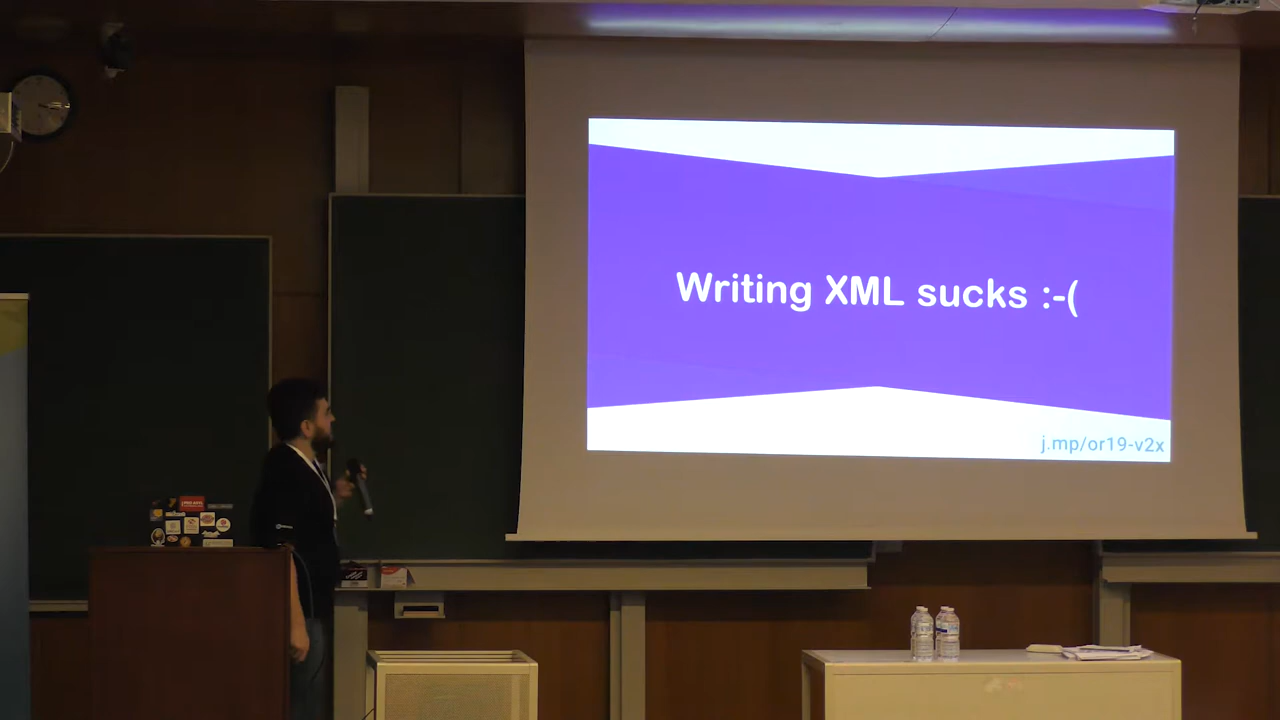 Writing XML sucks :-(
j.mp/or19-v2x